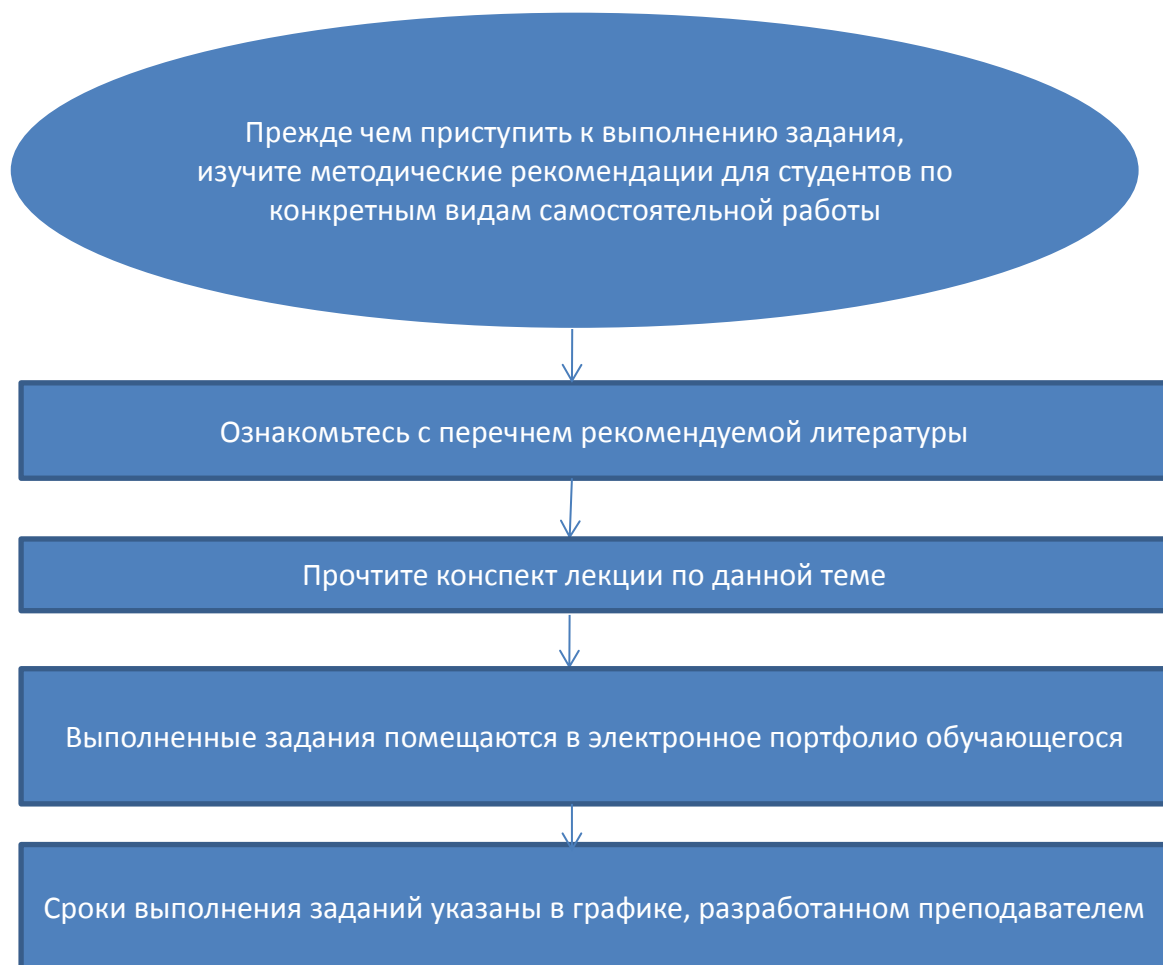 Прежде чем приступить к выполнению задания,
изучите методические рекомендации для студентов по
конкретным видам самостоятельной работы
Ознакомьтесь с перечнем рекомендуемой литературы
Прочтите конспект лекции по данной теме
Выполненные задания помещаются в электронное портфолио обучающегося
Сроки выполнения заданий указаны в графике, разработанном преподавателем